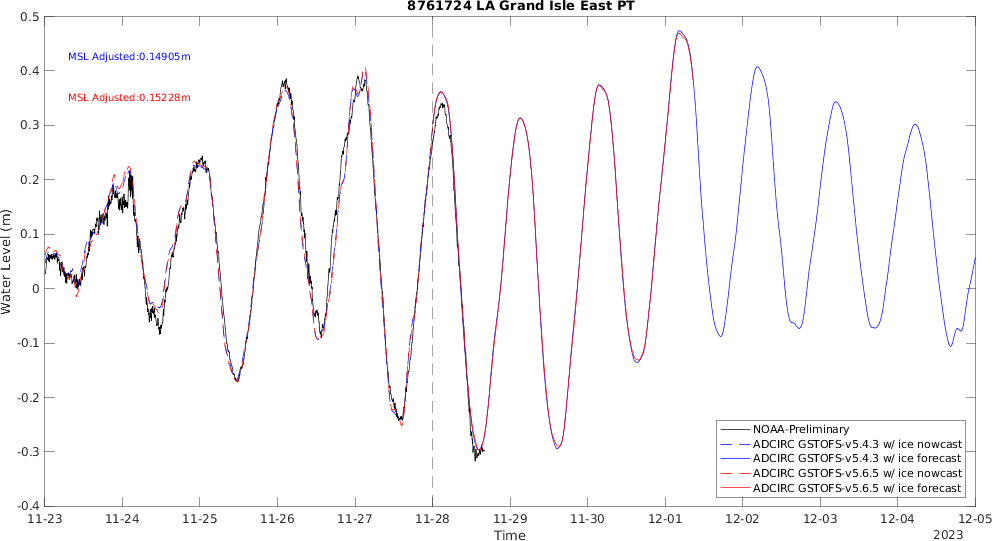 8761724 LA Grand Isle East PT
MSL Adjusted:0.14905m
MSL Adjusted:0.15228m
Water Level (m)
0.5
0.4
0.3
0.2
0.1
0
-0.1
-0.2
-0.3
-0.4
NOAA-Preliminary
ADCIRC GSTOFS-v5.4.3 w/ ice nowcast
ADCIRC GSTOFS-v5.4.3 w/ ice forecast
ADCIRC GSTOFS-v5.6.5 w/ ice nowcast
ADCIRC GSTOFS-v5.6.5 w/ ice forecast
11-23 11-24 11-25 11-26 11-27 11-28 11-29 11-30 12-01 12-02 12-03 12-04 12-05
Time
2023